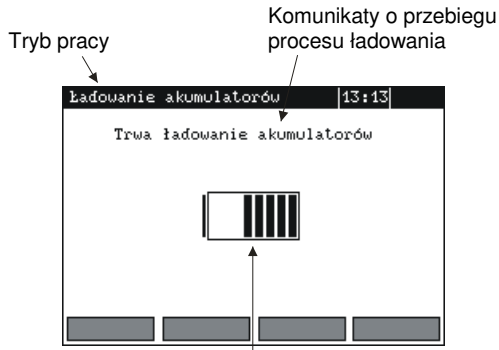 Komunikaty o przebiegu
procesu ładowania
Tryb pracy
Ładowanie akumulatorów 13:13
Trwa ładowanie akumulatorów